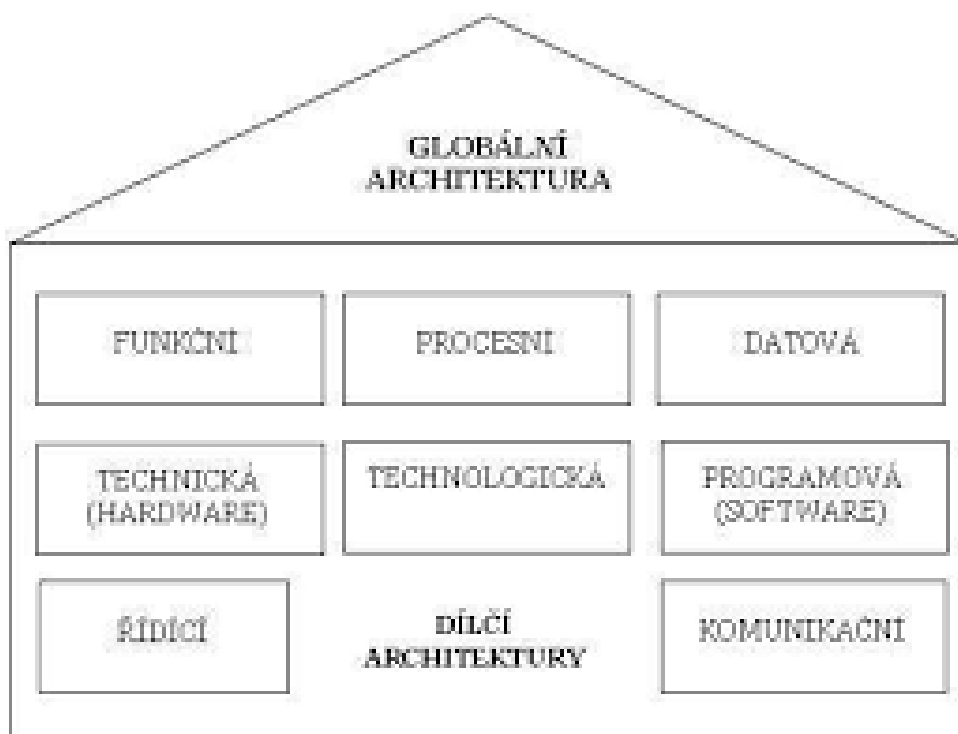 GLOBÁLNÍ
ARCHITEKTURA
FUNKČNÍ
PROCESNÍ
DATOVÁ
TECHNICKÁ
(HARDWARE)
TECHNOLOGICKÁ
PROGRAMOVÁ
(SOFTWARE)
ŘÍDÍCÍ
DÍLČÍ
ARCHITEKTURY
KOMUNIKAČNÍ